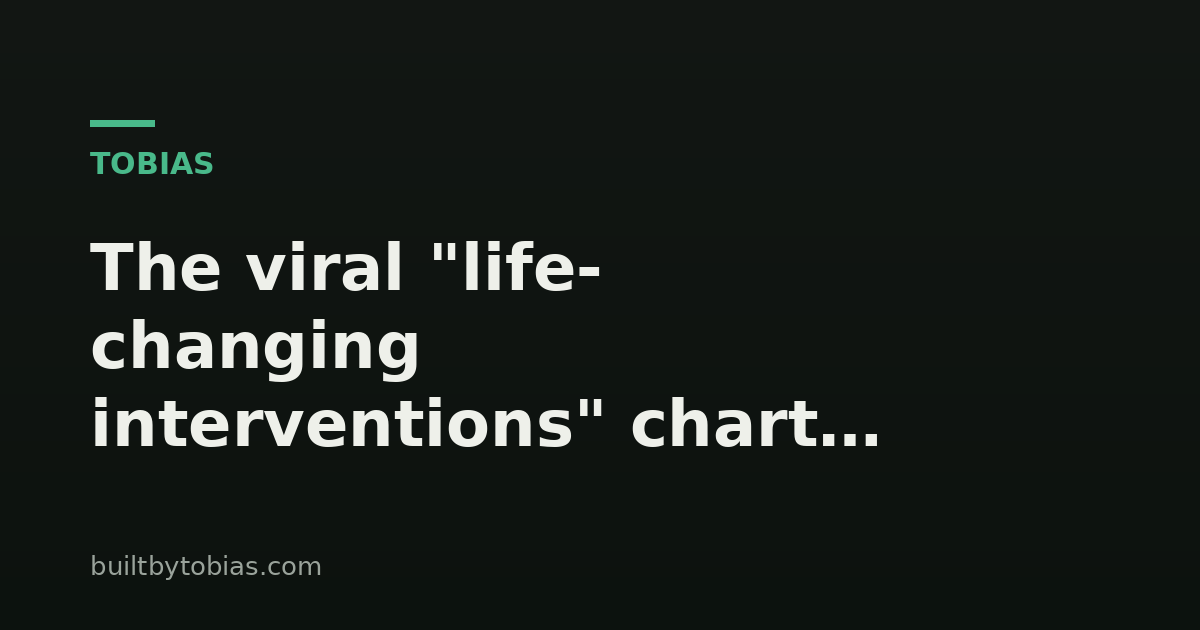 TOBIAS
The viral "life-
changing
interventions" chart…
builtbytobias.com